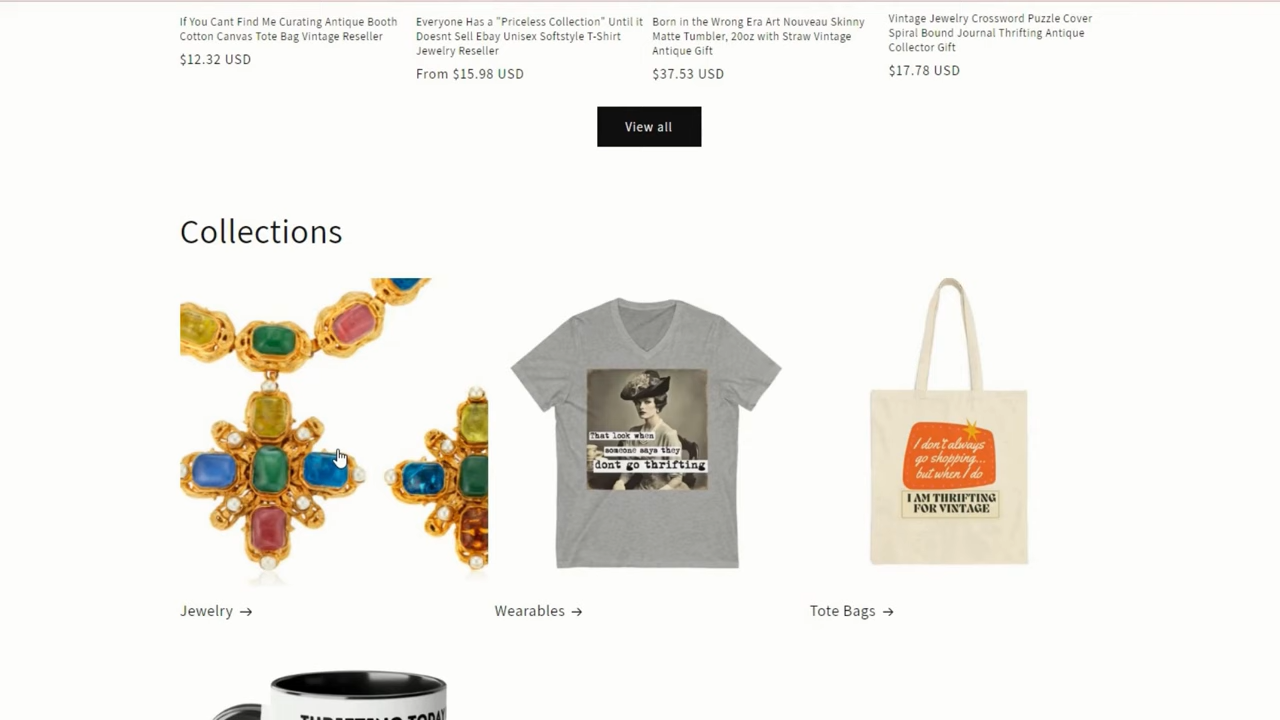 If You Cant Find Me Curating Antique Booth
Cotton Canvas Tote Bag Vintage Reseller
$12.32 USD
Everyone Has a "Priceless Collection" Until it
Doesnt Sell Ebay Unisex Softstyle T-Shirt
Jewelry Reseller
From $15.98 USD
Born in the Wrong Era Art Nouveau Skinny
Matte Tumbler, 20oz with Straw Vintage
Antique Gift
$37.53 USD
Vintage Jewelry Crossword Puzzle Cover
Spiral Bound Journal Thrifting Antique
Collector Gift
$17.78 USD
View all
Collections
That look when
someone says they
dont go thrifting
I don't always
go shopping...
but when I do
I AM THRIFTING
FOR VINTAGE
Jewelry →
Wearables →
Tote Bags →
THRIFTING TODAY